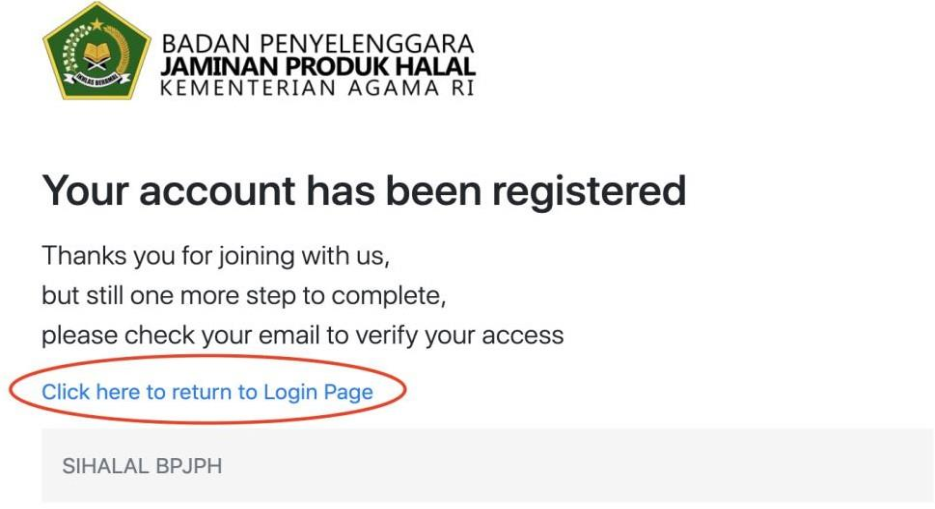 IKHLAS BERAMAL
BADAN PENYELENGGARA
JAMINAN PRODUK HALAL
KEMENTERIAN AGAMA RI
Your account has been registered
Thanks you for joining with us,
but still one more step to complete,
please check your email to verify your access
Click here to return to Login Page
SIHALAL BPJPH